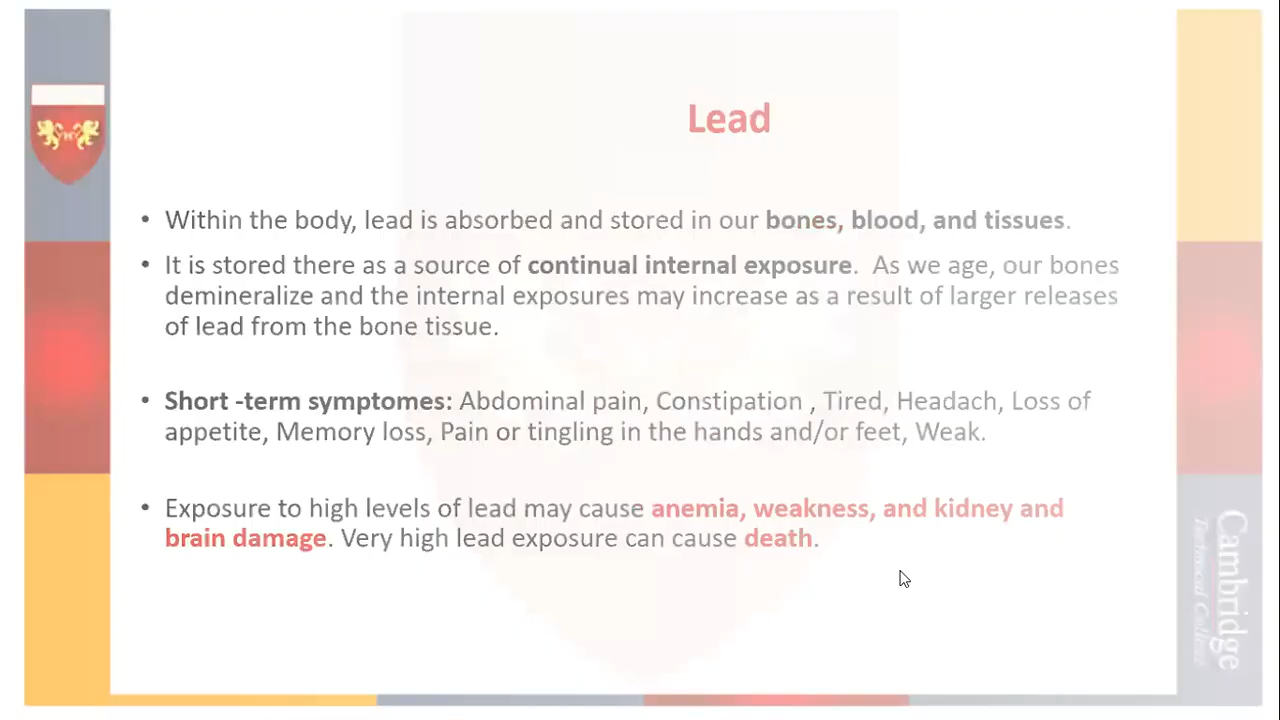 Lead
• Within the body, lead is absorbed and stored in our bones, blood, and tissues.
• It is stored there as a source of continual internal exposure.  As we age, our bones
demineralize and the internal exposures may increase as a result of larger releases
of lead from the bone tissue.
• Short -term symptomes: Abdominal pain, Constipation , Tired, Headach, Loss of
appetite, Memory loss, Pain or tingling in the hands and/or feet, Weak.
• Exposure to high levels of lead may cause anemia, weakness, and kidney and
brain damage. Very high lead exposure can cause death.
Cambridge
Technical College